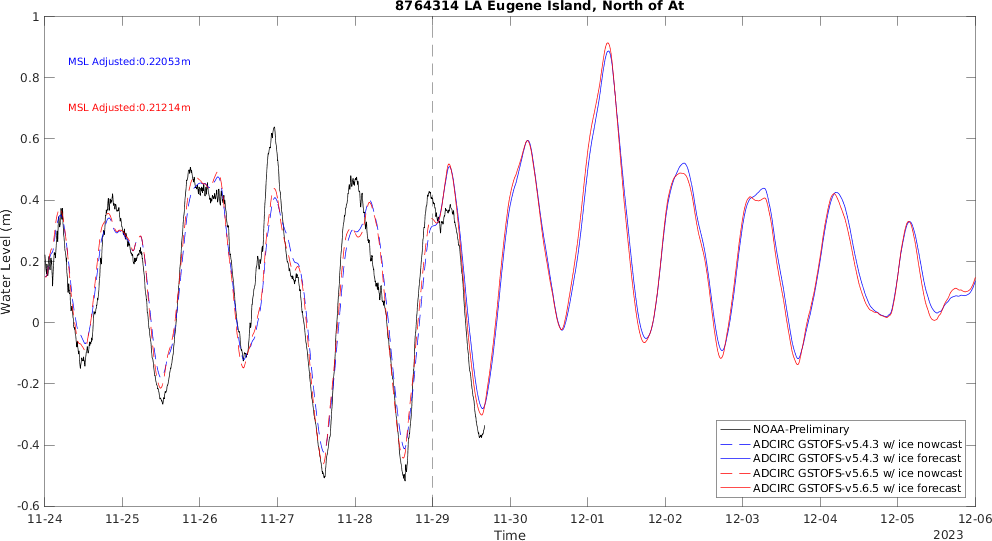 8764314 LA Eugene Island, North of At
MSL Adjusted:0.22053m
MSL Adjusted:0.21214m
Water Level (m)
1
0.8
0.6
0.4
0.2
0
-0.2
-0.4
-0.6
NOAA-Preliminary
ADCIRC GSTOFS-v5.4.3 w/ ice nowcast
ADCIRC GSTOFS-v5.4.3 w/ ice forecast
ADCIRC GSTOFS-v5.6.5 w/ ice nowcast
ADCIRC GSTOFS-v5.6.5 w/ ice forecast
11-24 11-25 11-26 11-27 11-28 11-29 11-30 12-01 12-02 12-03 12-04 12-05 12-06
Time
2023